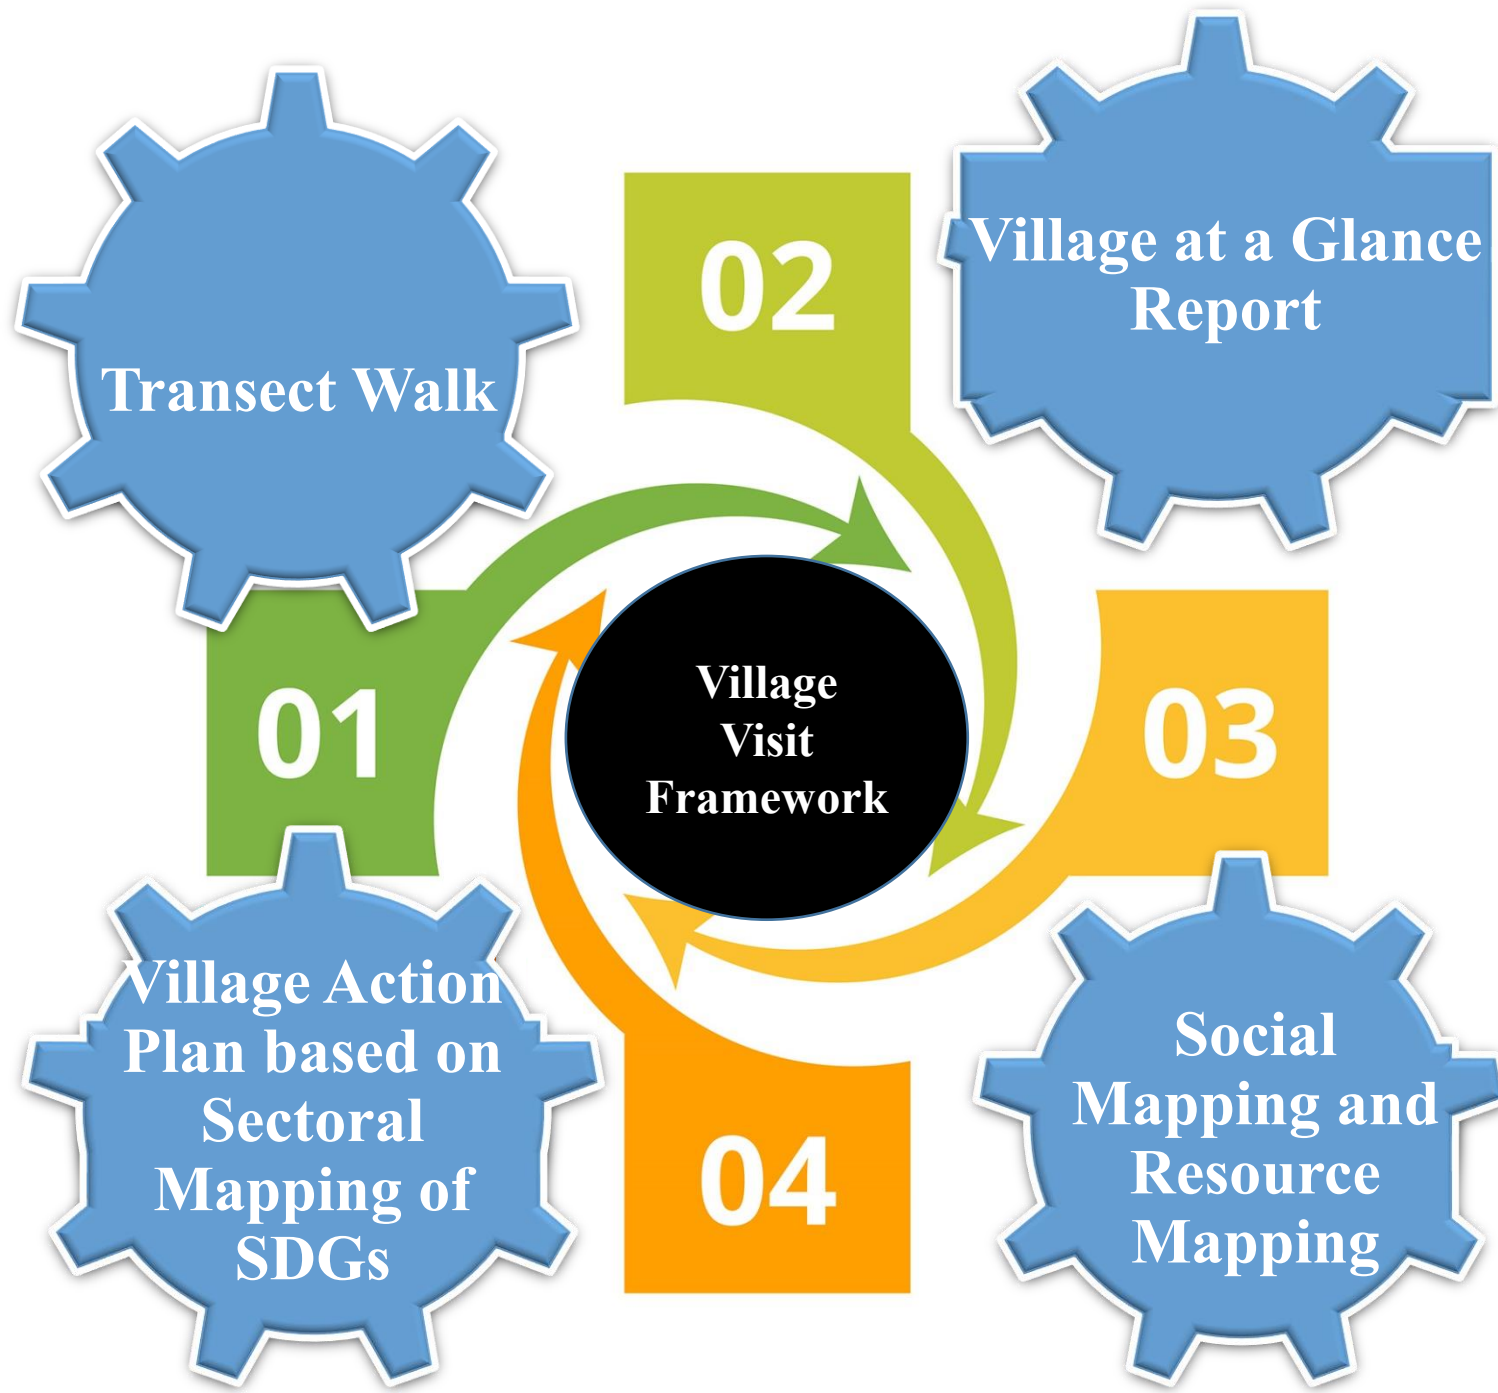 Transect Walk
02
Village at a Glance
Report
01
Village
Visit
Framework
03
Village Action
Plan based on
Sectoral
Mapping of
SDGs
04
Social
Mapping and
Resource
Mapping